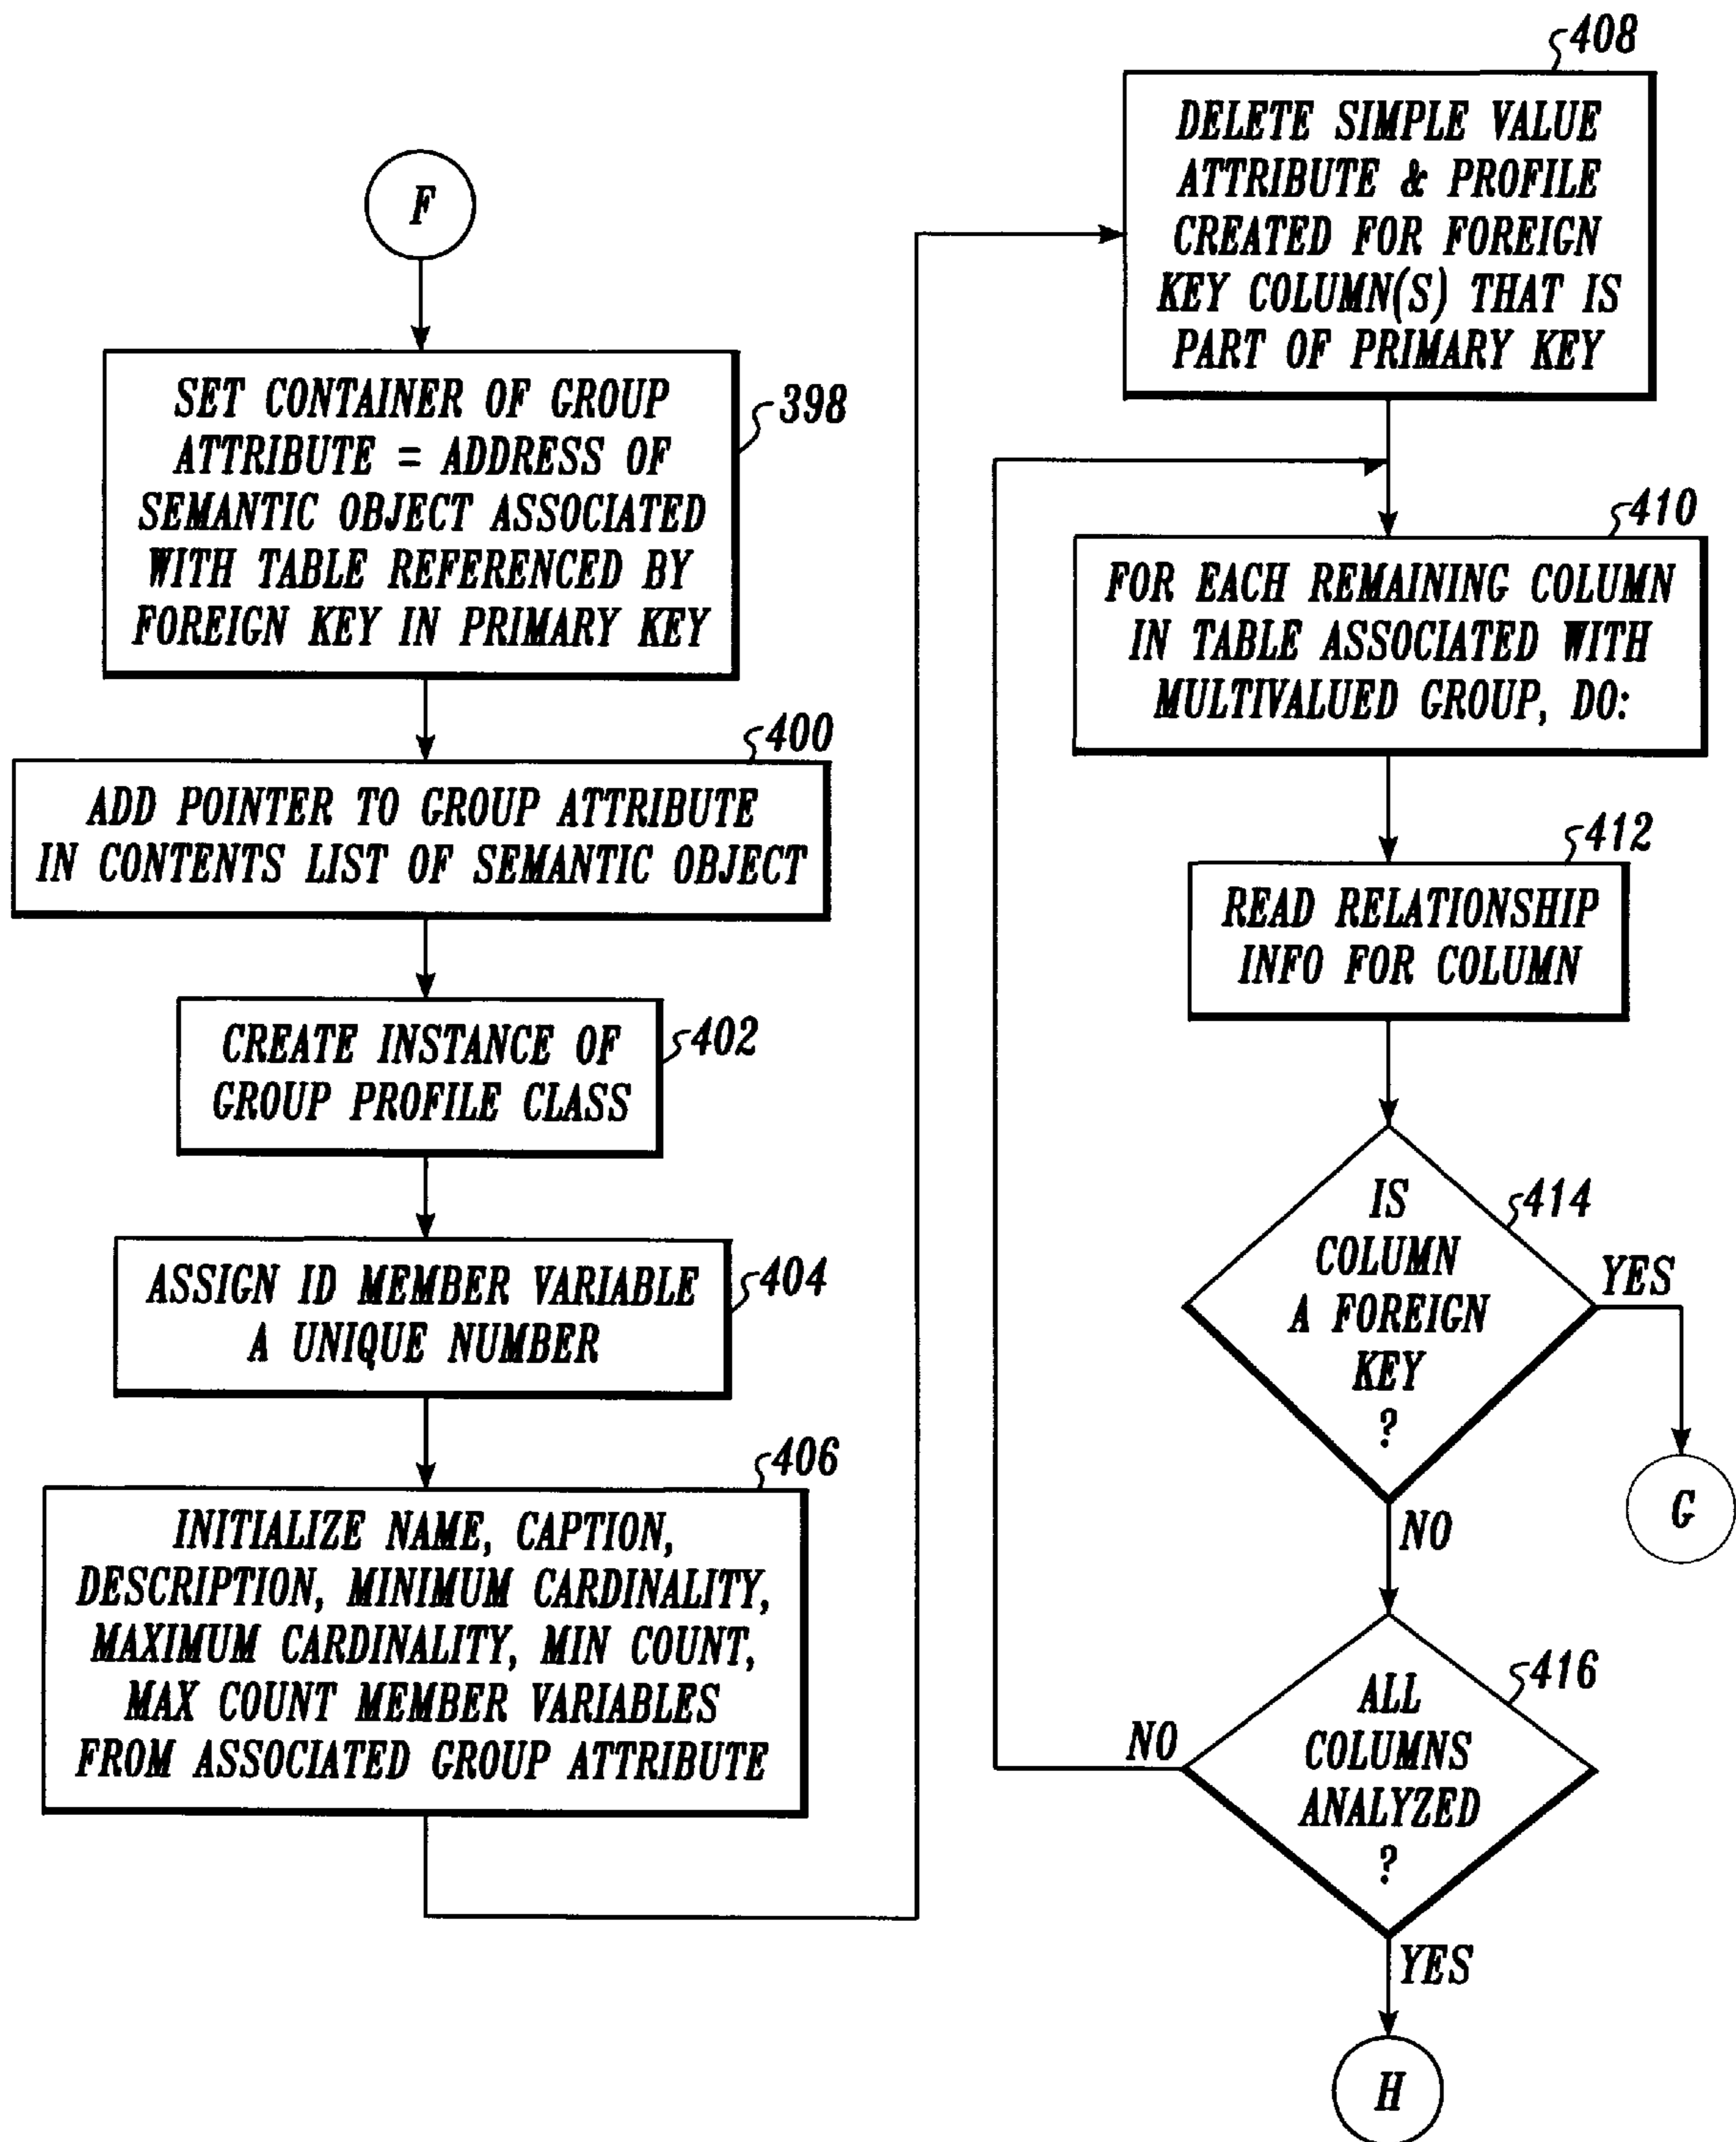 F
SET CONTAINER OF GROUP
ATTRIBUTE = ADDRESS OF
SEMANTIC OBJECT ASSOCIATED
WITH TABLE REFERENCED BY
FOREIGN KEY IN PRIMARY KEY
398
400
ADD POINTER TO GROUP ATTRIBUTE
IN CONTENTS LIST OF SEMANTIC OBJECT
CREATE INSTANCE OF
GROUP PROFILE CLASS
402
ASSIGN ID MEMBER VARIABLE
A UNIQUE NUMBER
404
406
INITIALIZE NAME, CAPTION,
DESCRIPTION, MINIMUM CARDINALITY,
MAXIMUM CARDINALITY, MIN COUNT,
MAX COUNT MEMBER VARIABLES
FROM ASSOCIATED GROUP ATTRIBUTE
408
DELETE SIMPLE VALUE
ATTRIBUTE & PROFILE
CREATED FOR FOREIGN
KEY COLUMN(S) THAT IS
PART OF PRIMARY KEY
410
FOR EACH REMAINING COLUMN
IN TABLE ASSOCIATED WITH
MULTIVALUED GROUP, DO:
412
READ RELATIONSHIP
INFO FOR COLUMN
414
IS
COLUMN
A FOREIGN
KEY
?
YES
G
NO
416
ALL
COLUMNS
ANALYZED
?
NO
YES
H